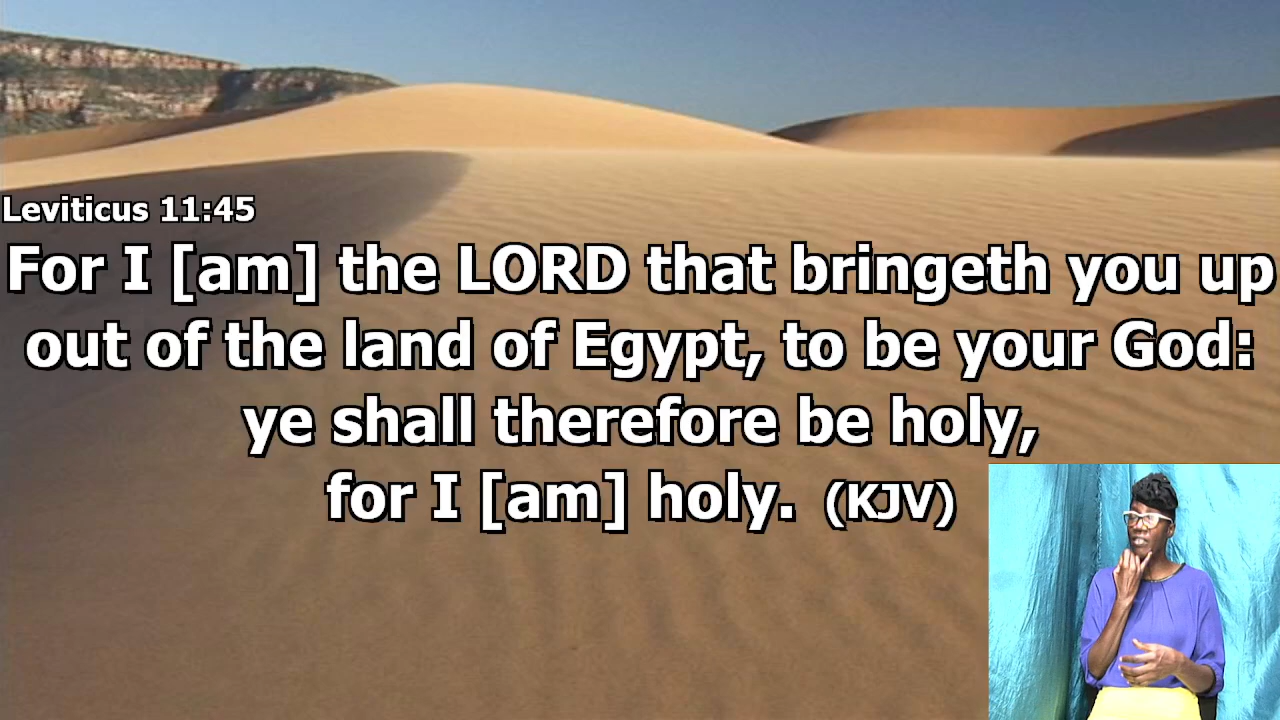 Leviticus 11:45
For I [am] the LORD that bringeth you up
out of the land of Egypt, to be your God:
ye shall therefore be holy,
for I [am] holy. (KJV)